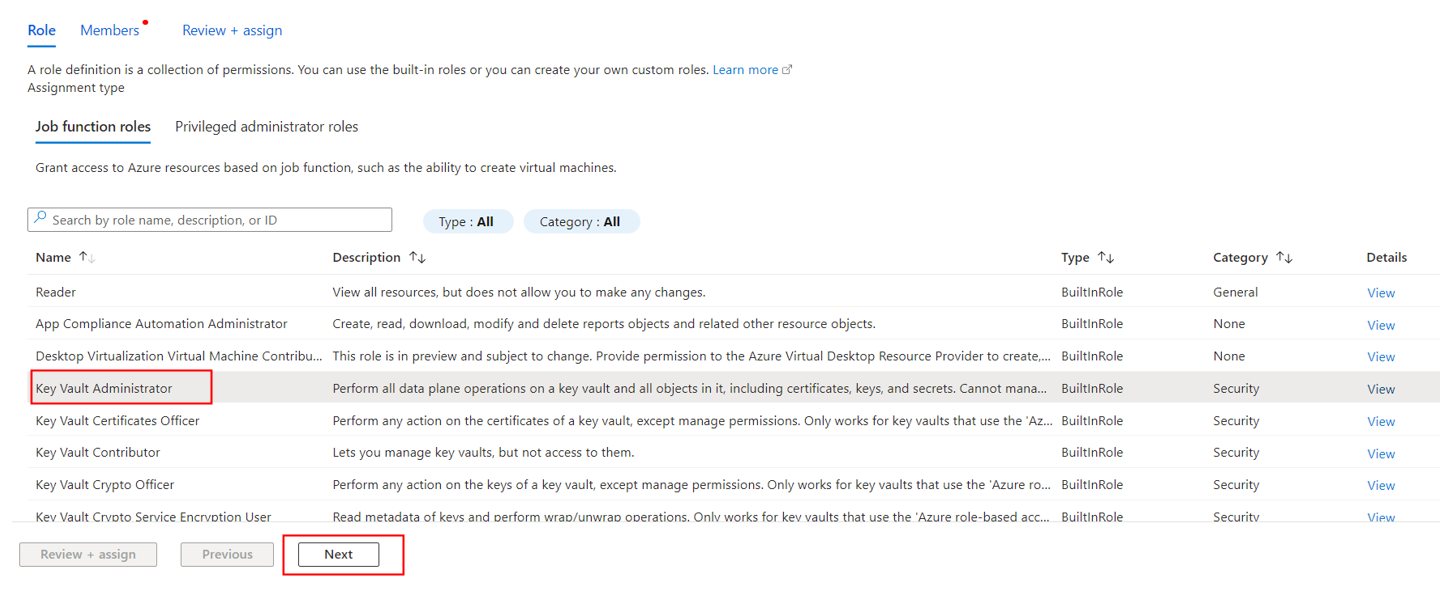 Role Members Review + assign
A role definition is a collection of permissions. You can use the built-in roles or you can create your own custom roles. Learn more
Assignment type
Job function roles Privileged administrator roles
Grant access to Azure resources based on job function, such as the ability to create virtual machines.
Search by role name, description, or ID Type : All Category : All
Name Description Type Category Details
Reader View all resources, but does not allow you to make any changes. BuiltInRole General View
App Compliance Automation Administrator Create, read, download, modify and delete reports objects and related other resource objects. BuiltInRole None View
Desktop Virtualization Virtual Machine Contribu... This role is in preview and subject to change. Provide permission to the Azure Virtual Desktop Resource Provider to create,... BuiltInRole None View
Key Vault Administrator Perform all data plane operations on a key vault and all objects in it, including certificates, keys, and secrets. Cannot mana... BuiltInRole Security View
Key Vault Certificates Officer Perform any action on the certificates of a key vault, except manage permissions. Only works for key vaults that use the 'Az... BuiltInRole Security View
Key Vault Contributor Lets you manage key vaults, but not access to them. BuiltInRole Security View
Key Vault Crypto Officer Perform any action on the keys of a key vault, except manage permissions. Only works for key vaults that use the 'Azure ro... BuiltInRole Security View
Key Vault Crypto Service Encryption User Read metadata of keys and perform wrap/unwrap operations. Only works for key vaults that use the 'Azure role-based acc... BuiltInRole Security View
Review + assign Previous Next